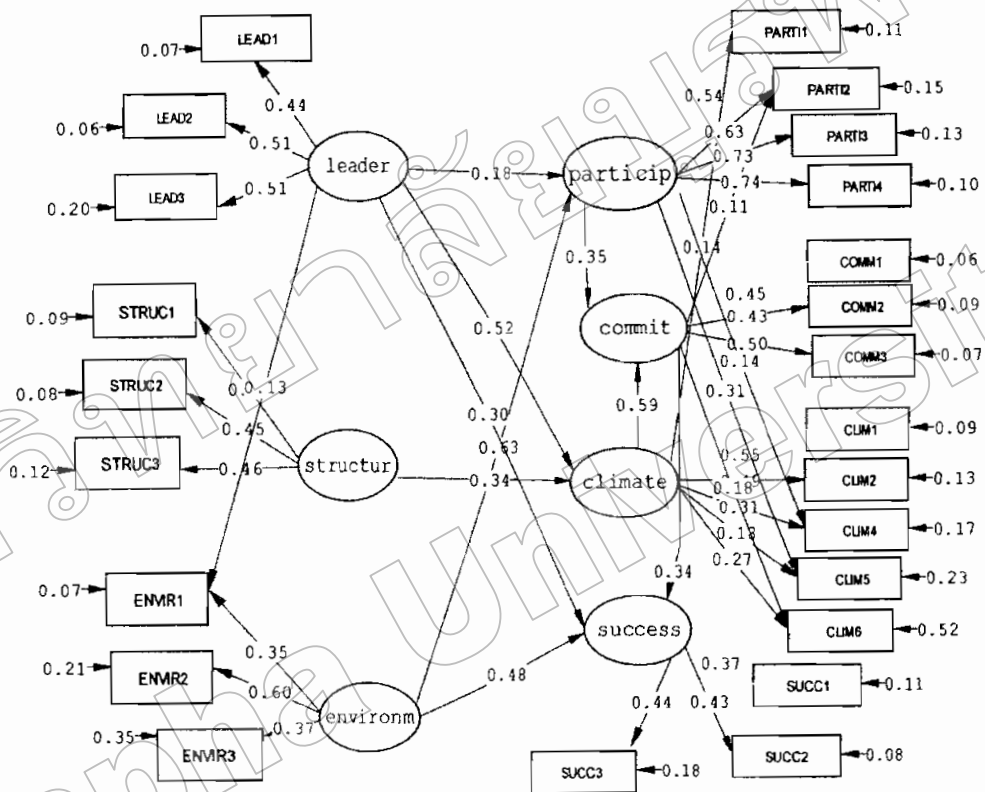 LEAD1
0.07
LEAD2
0.06
LEAD3
0.20
0.44
0.51
0.51
leader
STRUC1
0.09
STRUC2
0.08
STRUC3
0.12
0.13
0.45
0.46
structur
ENVIR1
0.07
ENVIR2
0.21
ENVIR3
0.35
0.35
0.60
0.37
environm
0.18
0.52
0.30
0.63
0.34
0.48
particip
0.35
commit
0.59
climate
0.34
success
0.54
0.63
0.73
0.74
0.11
0.14
0.45
0.43
0.50
0.14
0.31
0.55
0.18
0.31
0.18
0.27
0.37
0.44
0.43
PARTI1
0.11
PARTI2
0.15
PARTI3
0.13
PARTI4
0.10
COMM1
0.06
COMM2
0.09
COMM3
0.07
CLIM1
0.09
CLIM2
0.13
CLIM4
0.17
CLIM5
0.23
CLIM6
0.52
SUCC1
0.11
SUCC2
0.08
SUCC3
0.18
University